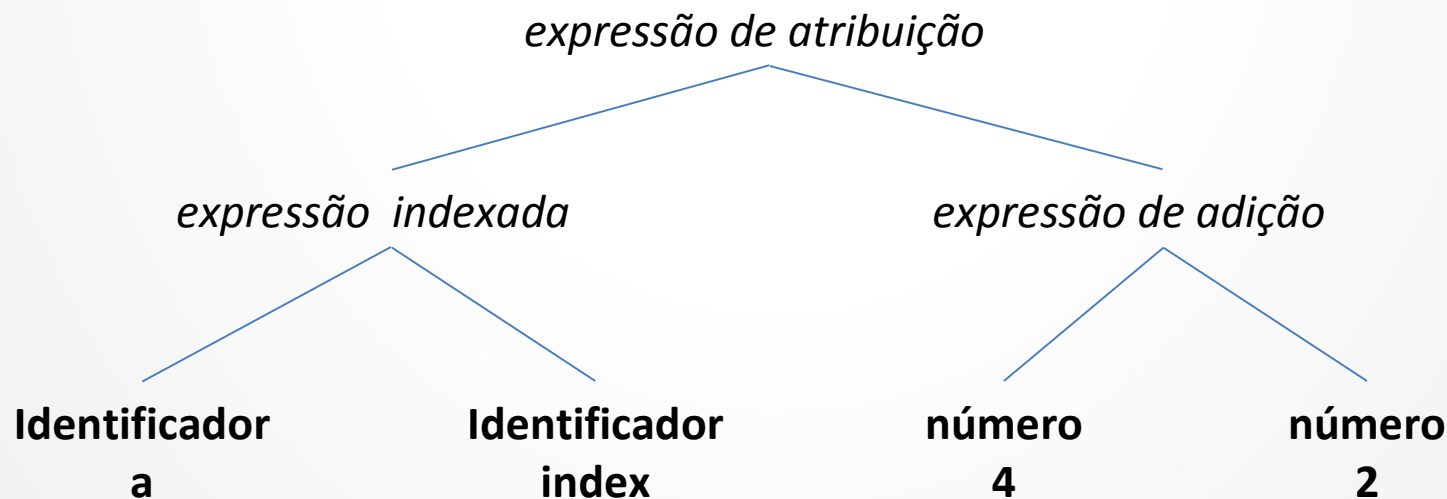 expressão de atribuição
expressão indexada
expressão de adição
Identificador
a
Identificador
index
número
4
número
2